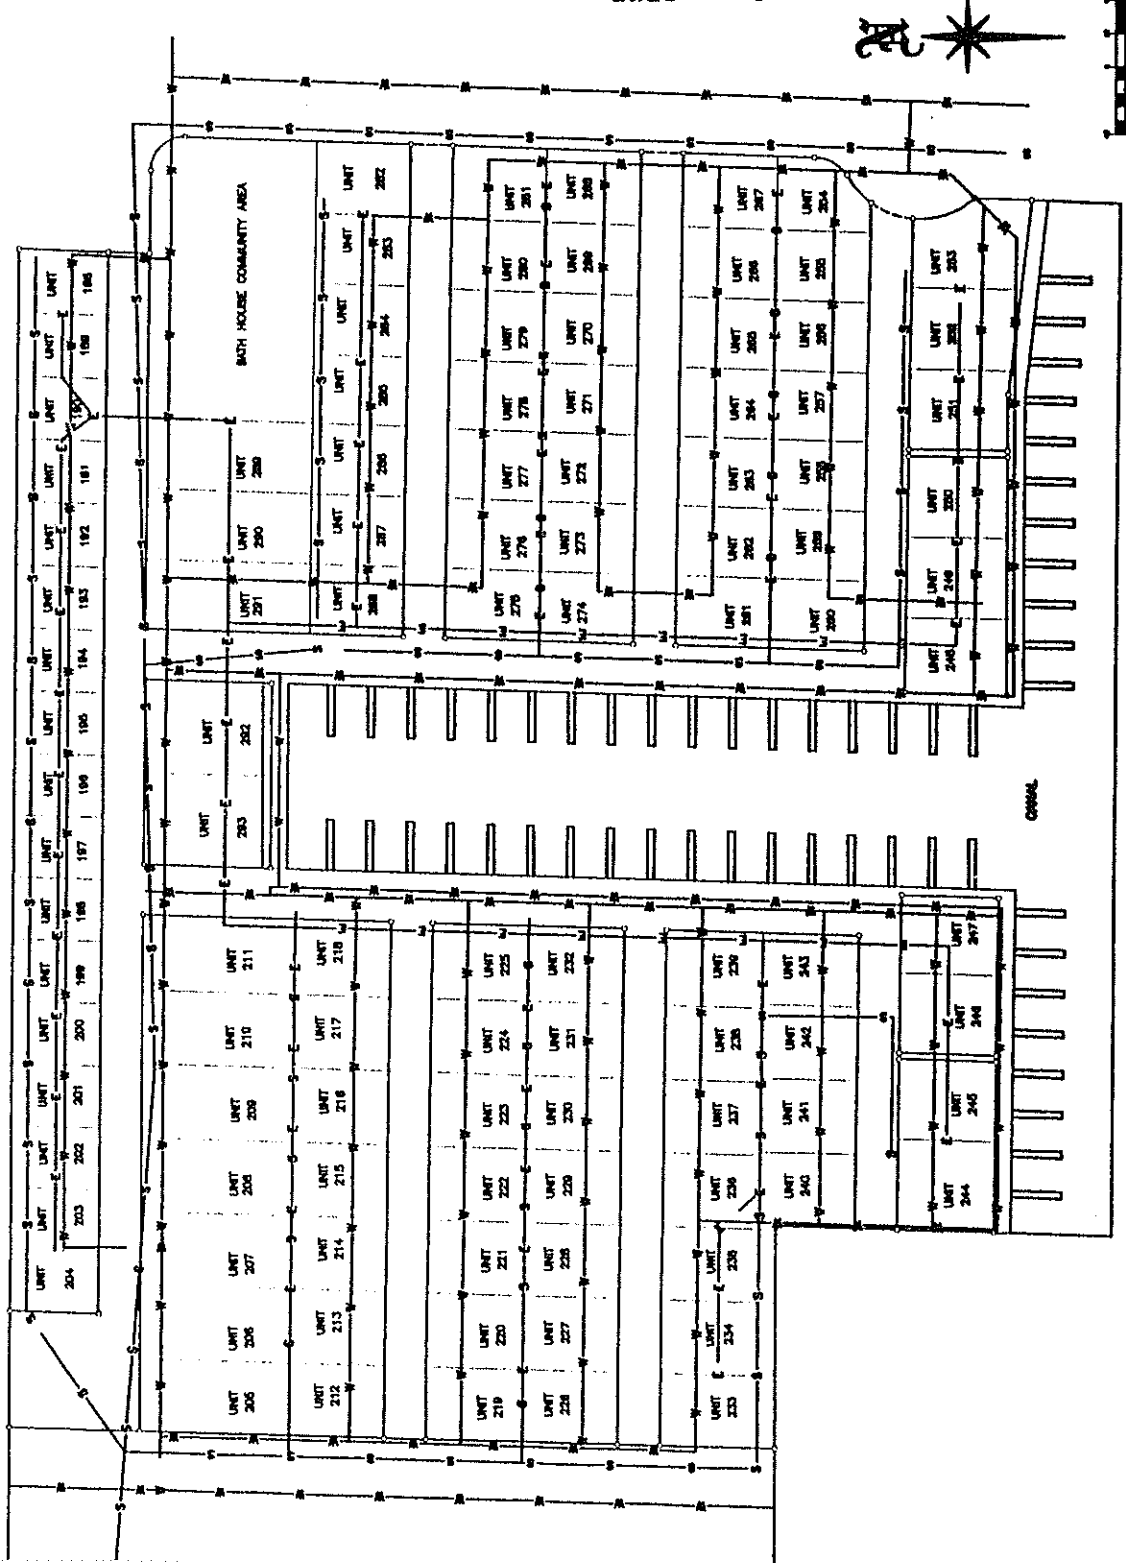 UNIT 204
UNIT 203
UNIT 202
UNIT 201
UNIT 200
UNIT 199
UNIT 198
UNIT 197
UNIT 196
UNIT 195
UNIT 194
UNIT 193
UNIT 192
UNIT 191
UNIT 190
UNIT 189
UNIT
BATH HOUSE COMMUNITY AREA
UNIT 205
UNIT 206
UNIT 207
UNIT 208
UNIT 209
UNIT 210
UNIT 211
UNIT 293
UNIT 292
UNIT 291
UNIT 290
UNIT 289
UNIT 212
UNIT 213
UNIT 214
UNIT 215
UNIT 216
UNIT 217
UNIT 218
UNIT 288
UNIT 287
UNIT 286
UNIT 285
UNIT 284
UNIT 283
UNIT 282
UNIT 219
UNIT 220
UNIT 221
UNIT 222
UNIT 223
UNIT 224
UNIT 225
UNIT 275
UNIT 276
UNIT 277
UNIT 278
UNIT 279
UNIT 280
UNIT 281
UNIT 226
UNIT 227
UNIT 228
UNIT 229
UNIT 230
UNIT 231
UNIT 232
UNIT 274
UNIT 273
UNIT 272
UNIT 271
UNIT 270
UNIT 269
UNIT 268
UNIT 233
UNIT 234
UNIT 235
UNIT 236
UNIT 237
UNIT 238
UNIT 239
UNIT 261
UNIT 262
UNIT 263
UNIT 264
UNIT 265
UNIT 266
UNIT 267
UNIT 240
UNIT 241
UNIT 242
UNIT 243
UNIT 260
UNIT 259
UNIT 258
UNIT 257
UNIT 256
UNIT 255
UNIT 254
UNIT 244
UNIT 245
UNIT 246
UNIT 247
UNIT 248
UNIT 249
UNIT 250
UNIT 251
UNIT 252
UNIT 253
CANAL
N